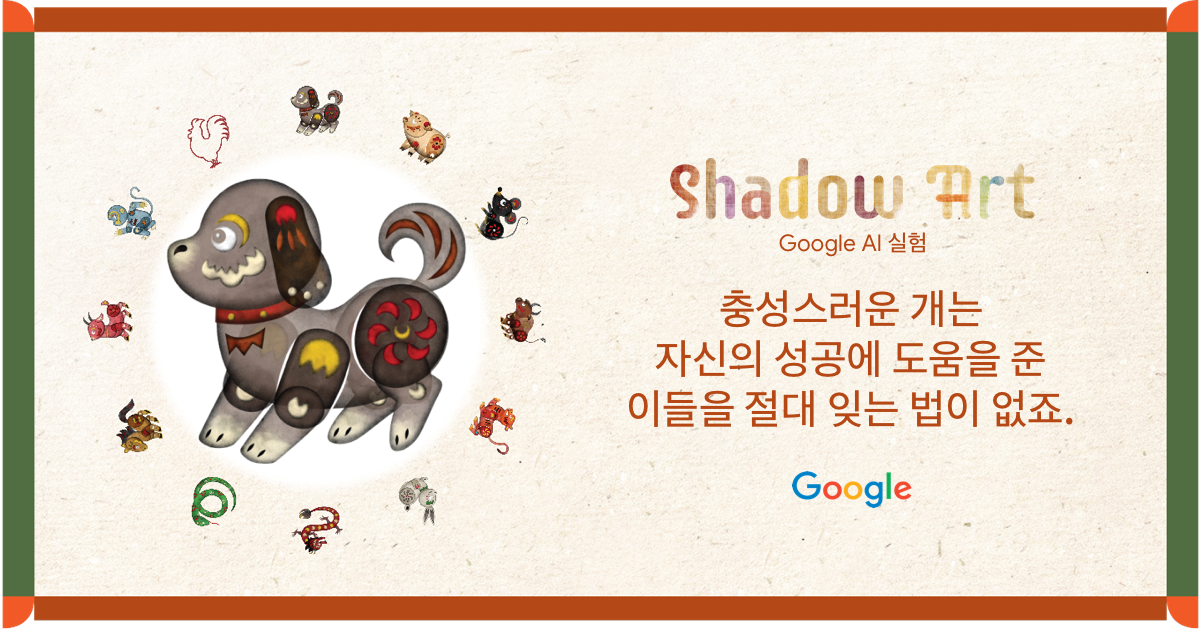 Shadow Art
Google AI 실험
충성스러운 개는
자신의 성공에 도움을 준
이들을 절대 잊는 법이 없죠.
Google